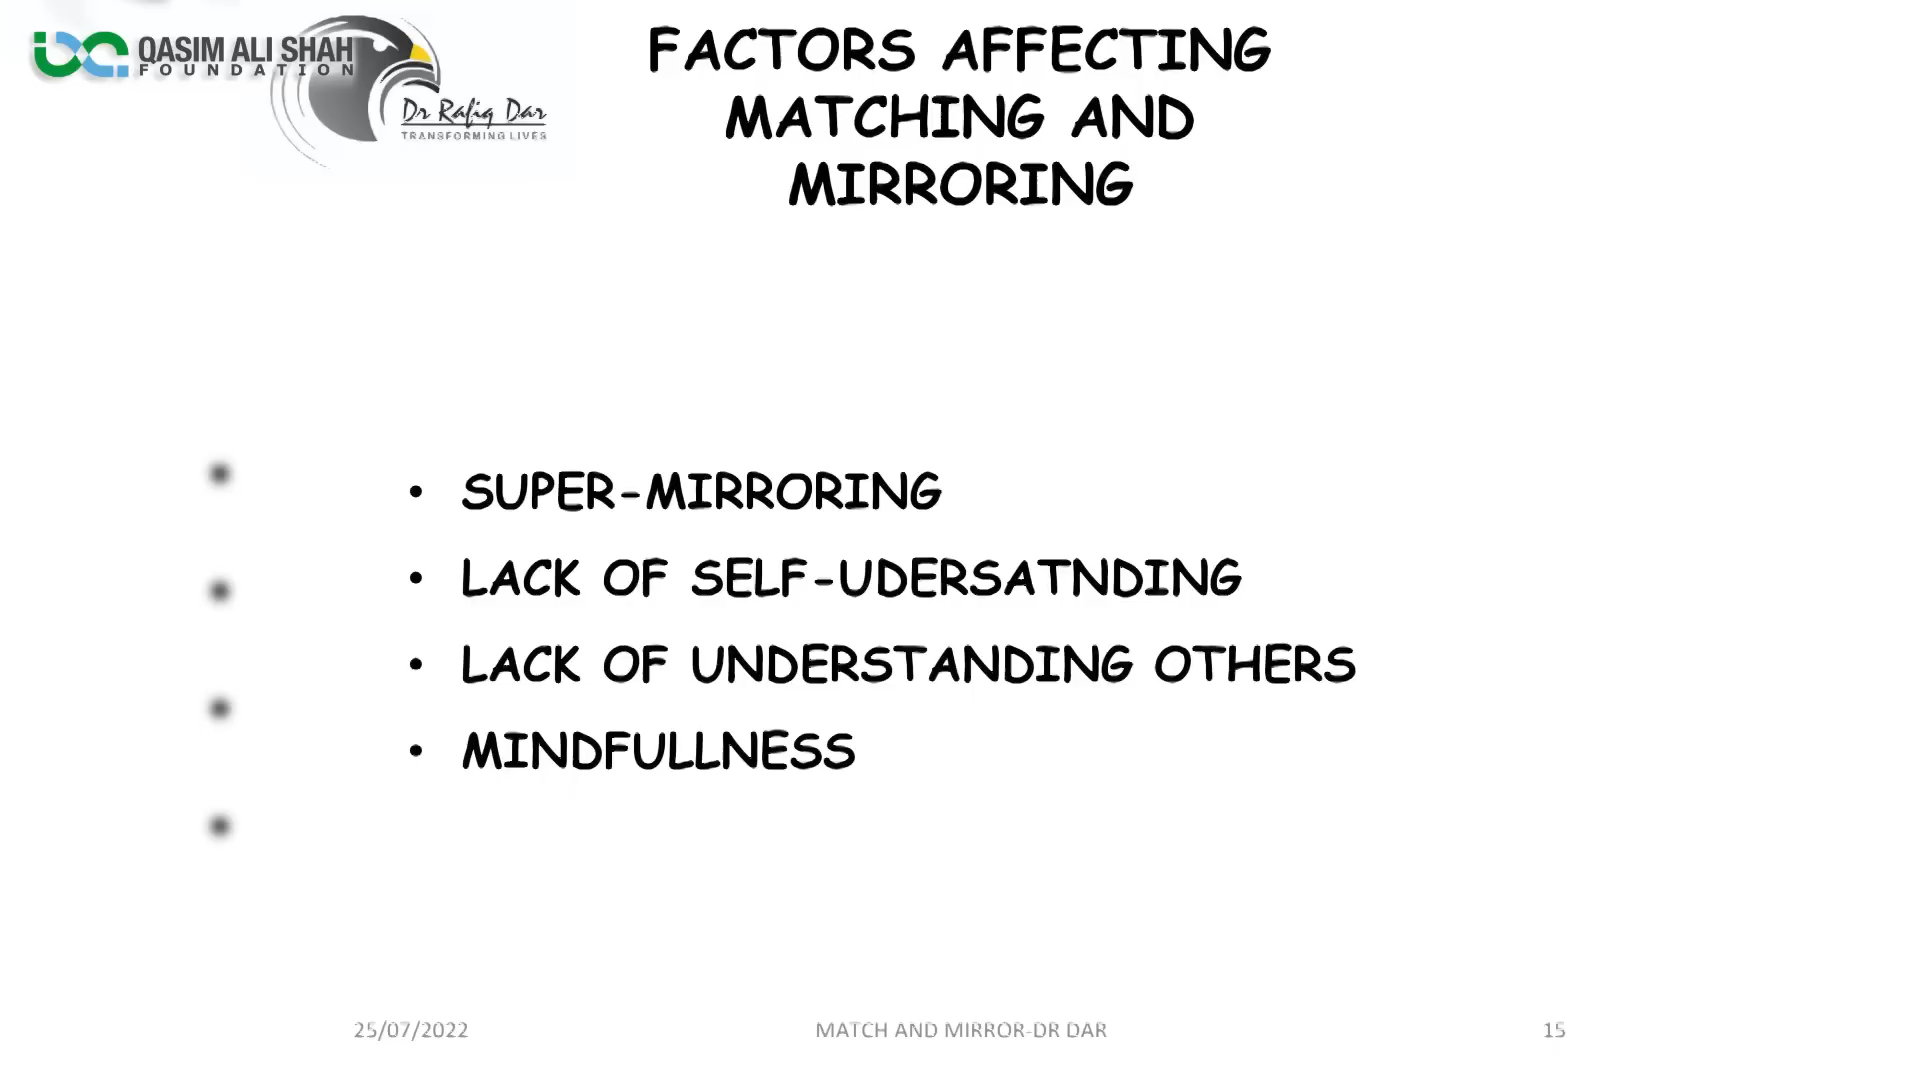 QASIM ALI SHAH
FOUNDATION
Dr Rafiq Dar
TRANSFORMING LIVES
FACTORS AFFECTING
MATCHING AND
MIRRORING
• SUPER-MIRRORING
• LACK OF SELF-UDERSATNDING
• LACK OF UNDERSTANDING OTHERS
• MINDFULLNESS
25/07/2022
MATCH AND MIRROR-DR DAR
15